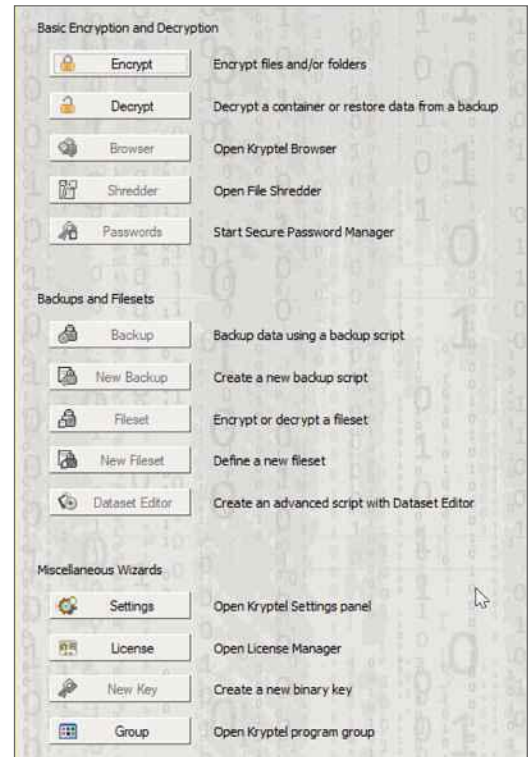 Basic Encryption and Decryption
Encrypt Encrypt files and/or folders
Decrypt Decrypt a container or restore data from a backup
Browser Open Kryptel Browser
Shredder Open File Shredder
Passwords Start Secure Password Manager
Backups and Filesets
Backup Backup data using a backup script
New Backup Create a new backup script
Fileset Encrypt or decrypt a fileset
New Fileset Define a new fileset
Dataset Editor Create an advanced script with Dataset Editor
Miscellaneous Wizards
Settings Open Kryptel Settings panel
License Open License Manager
New Key Create a new binary key
Group Open Kryptel program group